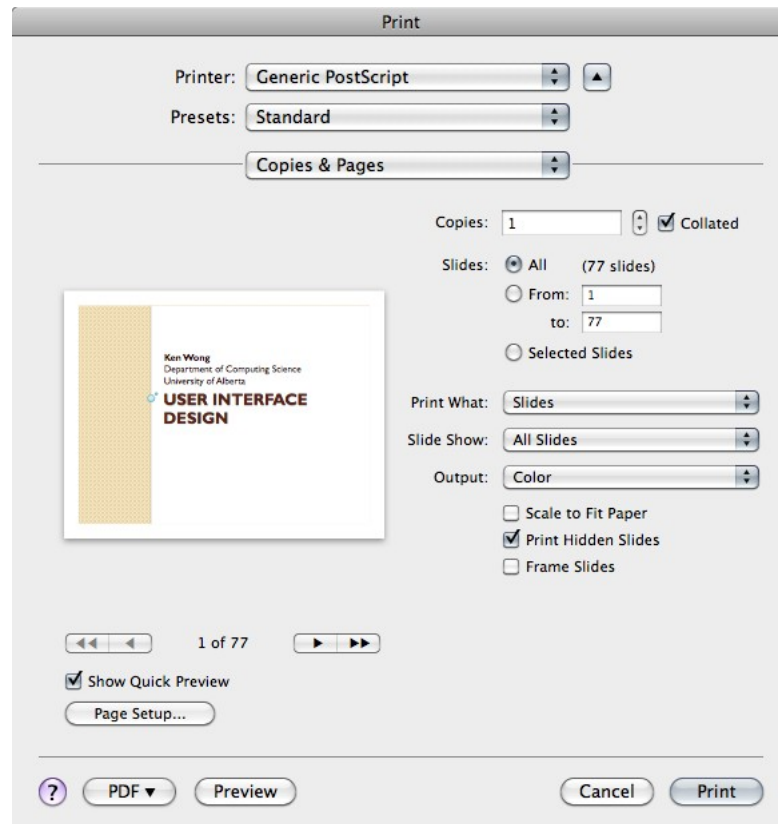 Print
Printer: Generic PostScript
Presets: Standard
Copies & Pages
Copies: 1 Collated
Slides: All (77 slides)
From: 1
to: 77
Selected Slides
Ken Wong
Department of Computing Science
University of Alberta
USER INTERFACE
DESIGN
Print What: Slides
Slide Show: All Slides
Output: Color
Scale to Fit Paper
Print Hidden Slides
Frame Slides
1 of 77
Show Quick Preview
Page Setup...
? PDF ▼ Preview Cancel Print